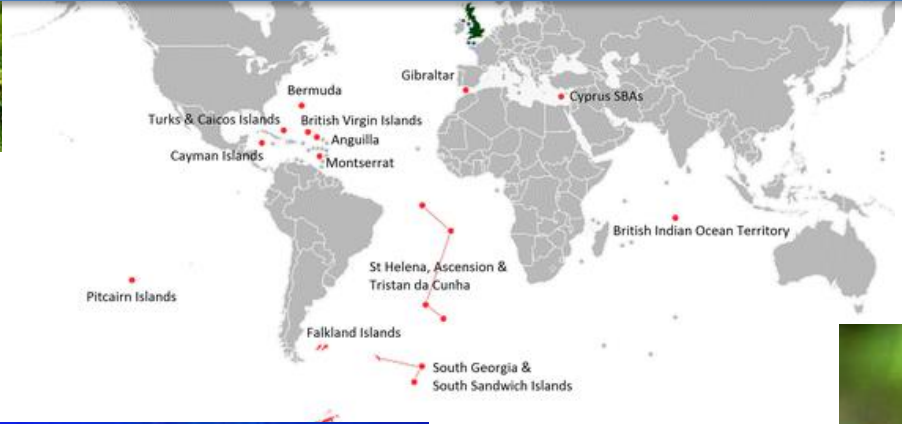 Gibraltar
Bermuda
Cyprus SBAs
Turks & Caicos Islands
British Virgin Islands
Anguilla
Cayman Islands
Montserrat
British Indian Ocean Territory
St Helena, Ascension &
Tristan da Cunha
Pitcairn Islands
Falkland Islands
South Georgia &
South Sandwich Islands